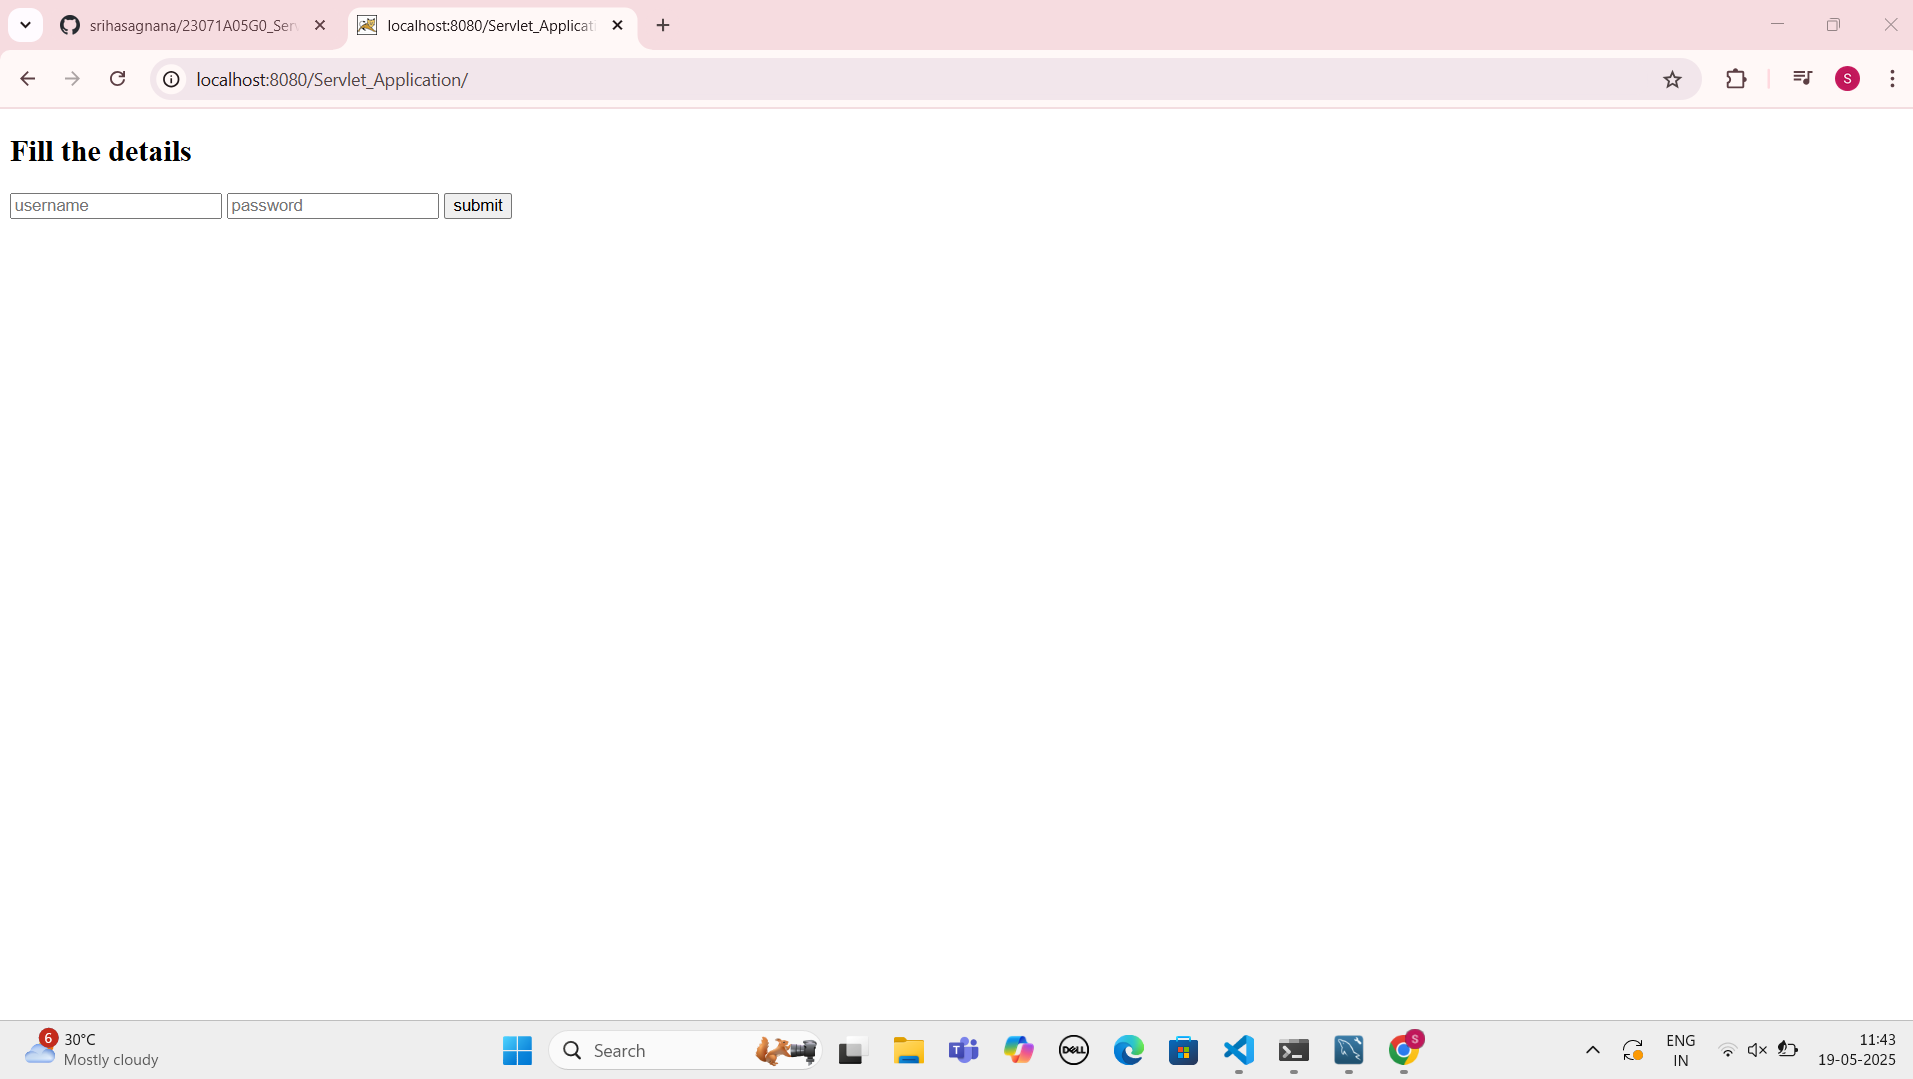 srihasagnana/23071A05G0_Ser
localhost:8080/Servlet_Applicati
localhost:8080/Servlet_Application/
S
Fill the details
username password submit
6
30°C
Mostly cloudy
Search
T
DELL
S
ENG
IN
11:43
19-05-2025